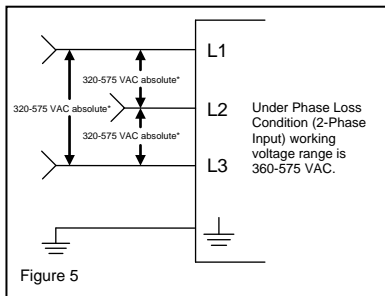 L1
320-575 VAC absolute*
320-575 VAC absolute*
L2
320-575 VAC absolute*
L3
Under Phase Loss
Condition (2-Phase
Input) working
voltage range is
360-575 VAC.
Figure 5